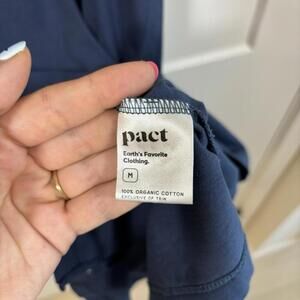 pact
Earth's Favorite
Clothing.
M
100% ORGANIC COTTON
EXCLUSIVE OF TRIM